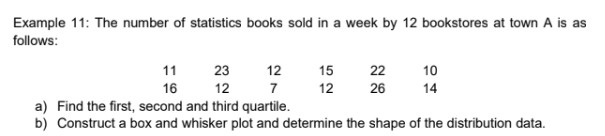 Example 11: The number of statistics books sold in a week by 12 bookstores at town A is as
follows:
11 23 12 15 22 10
16 12 7 12 26 14
a) Find the first, second and third quartile.
b) Construct a box and whisker plot and determine the shape of the distribution data.